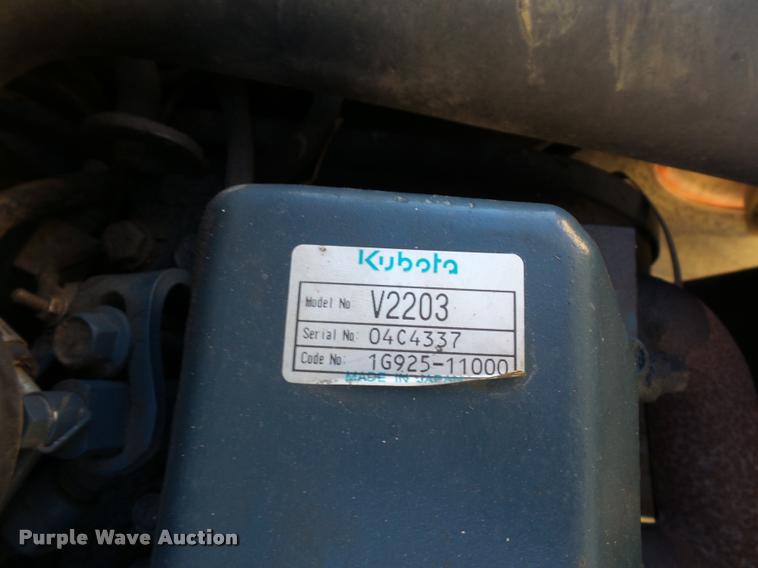 Kubota
Model No V2203
Serial No. 04C4337
Code No. 1G925-11000
MADE IN JAPAN
Purple Wave Auction